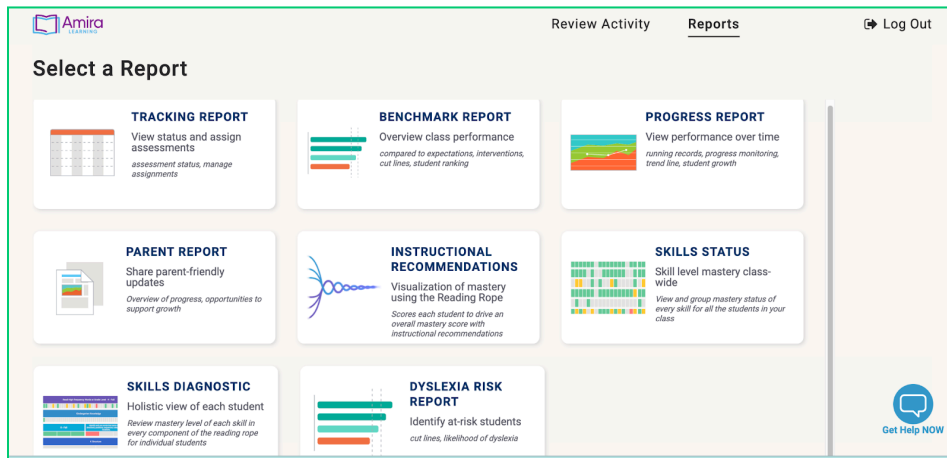 Amira
LEARNING
Review Activity
Reports
Log Out
Select a Report
TRACKING REPORT
View status and assign
assessments
assessment status, manage
assignments
BENCHMARK REPORT
Overview class performance
compared to expectations, interventions,
cut lines, student ranking
PROGRESS REPORT
View performance over time
running records, progress monitoring,
trend line, student growth
PARENT REPORT
Share parent-friendly
updates
Overview of progress, opportunities to
support growth
INSTRUCTIONAL
RECOMMENDATIONS
Visualization of mastery
using the Reading Rope
Scores each student to drive an
overall mastery score with
instructional recommendations
SKILLS STATUS
Skill level mastery class-
wide
View and group mastery status of
every skill for all the students in your
class
SKILLS DIAGNOSTIC
Holistic view of each student
Review mastery level of each skill in
every component of the reading rope
for individual students
DYSLEXIA RISK
REPORT
Identify at-risk students
cut lines, likelihood of dyslexia
Get Help NOW